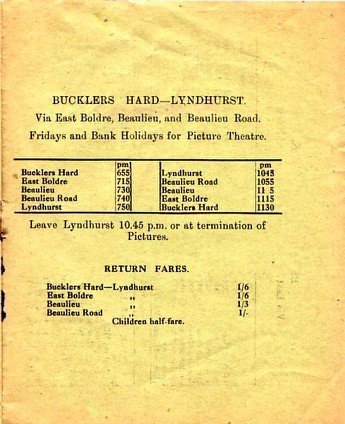 BUCKLERS HARD—LYNDHURST.
Via East Boldre, Beaulieu, and Beaulieu Road.
Fridays and Bank Holidays for Picture Theatre.
pm pm
Bucklers Hard 655 Lyndhurst 1045
East Boldre 715 Beaulieu Road 1055
Beaulieu 730 Beaulieu 11 5
Beaulieu Road 740 East Boldre 1115
Lyndhurst 750 Bucklers Hard 1130
Leave Lyndhurst 10.45 p.m. or at termination of
Pictures.
RETURN FARES.
Bucklers Hard—Lyndhurst 1/6
East Boldre ,, 1/6
Beaulieu ,, 1/3
Beaulieu Road ,, 1/-
Children half-fare.